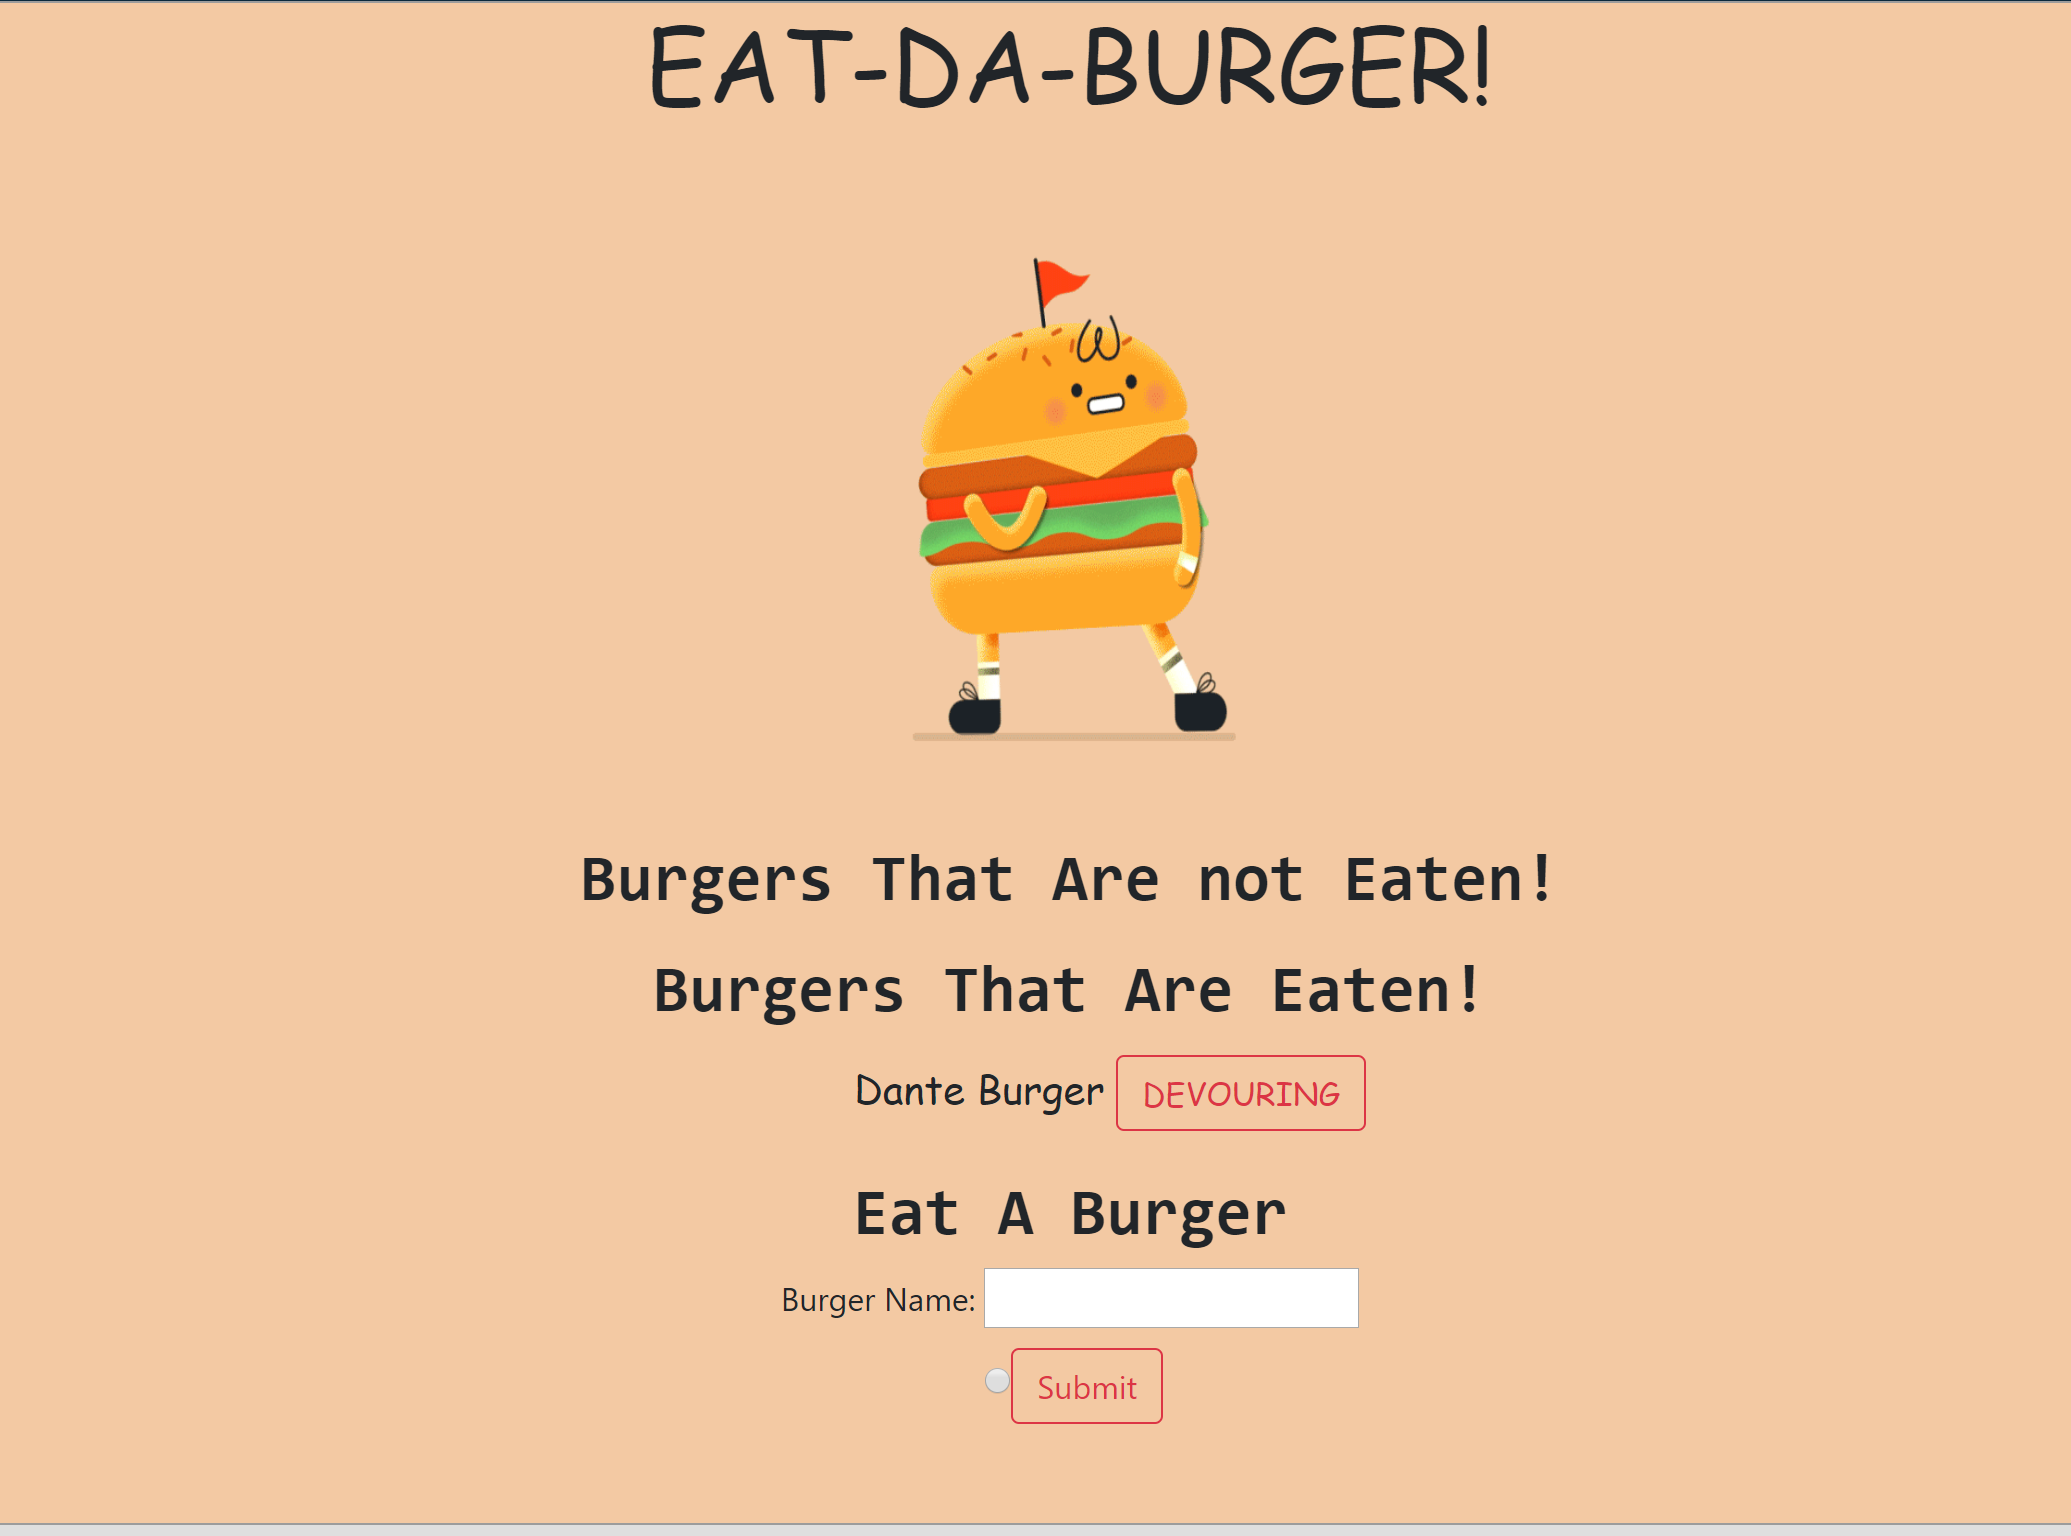 EAT-DA-BURGER!
Burgers That Are not Eaten!
Burgers That Are Eaten!
Dante Burger DEVOURING
Eat A Burger
Burger Name:
Submit